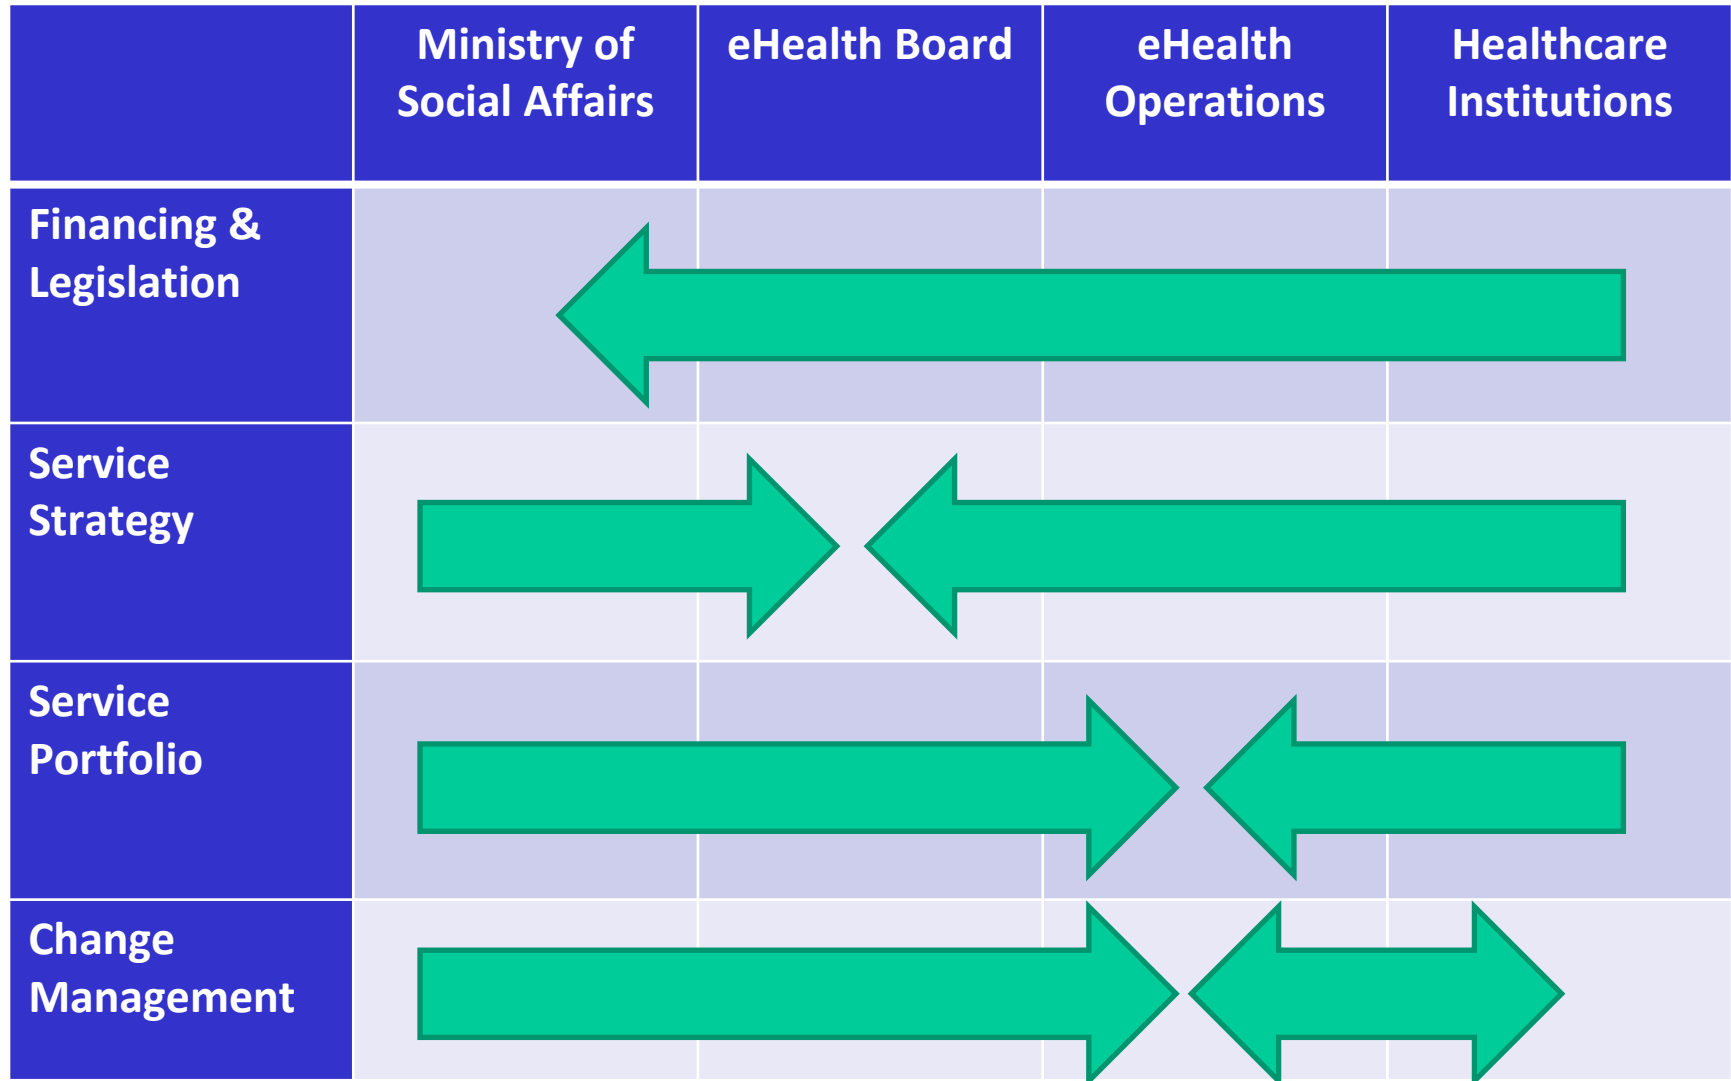 Ministry of
Social Affairs
eHealth Board
eHealth
Operations
Healthcare
Institutions
Financing &
Legislation
Service
Strategy
Service
Portfolio
Change
Management